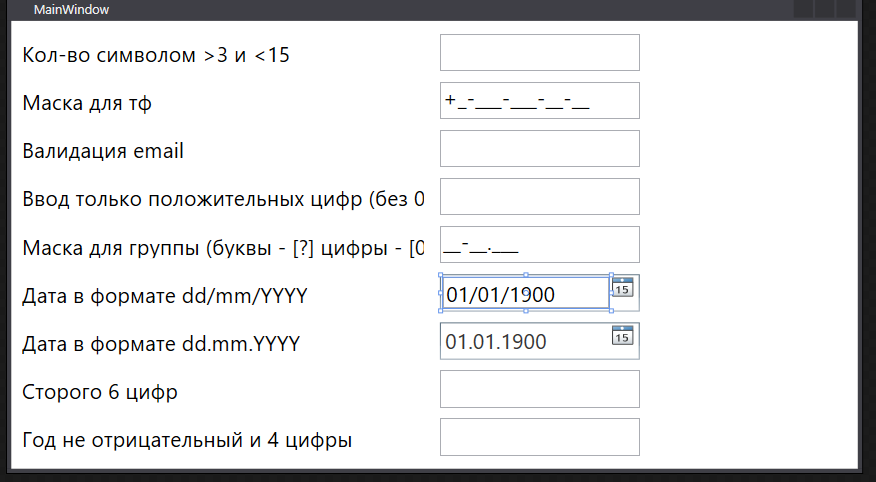 MainWindow
Кол-во символом >3 и <15
Маска для тф +_-___-___-__-__
Валидация email
Ввод только положительных цифр (без 0
Маска для группы (буквы - [?] цифры - [0 __-__.___
Дата в формате dd/mm/YYYY 01/01/1900 15
Дата в формате dd.mm.YYYY 01.01.1900 15
Сторого 6 цифр
Год не отрицательный и 4 цифры